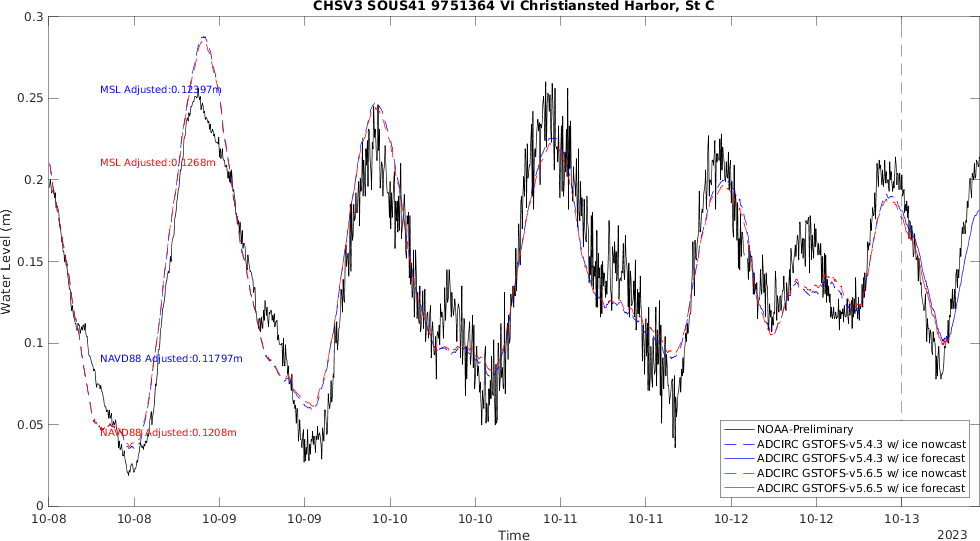 CHSV3 SOUS41 9751364 VI Christiansted Harbor, St C
0.3
0.25
0.2
0.15
0.1
0.05
0
Water Level (m)
MSL Adjusted:0.12397m
MSL Adjusted:0.1268m
NAVD88 Adjusted:0.11797m
NAVD88 Adjusted:0.1208m
NOAA-Preliminary
ADCIRC GSTOFS-v5.4.3 w/ ice nowcast
ADCIRC GSTOFS-v5.4.3 w/ ice forecast
ADCIRC GSTOFS-v5.6.5 w/ ice nowcast
ADCIRC GSTOFS-v5.6.5 w/ ice forecast
10-08 10-08 10-09 10-09 10-10 10-10 10-11 10-11 10-12 10-12 10-13
Time
2023